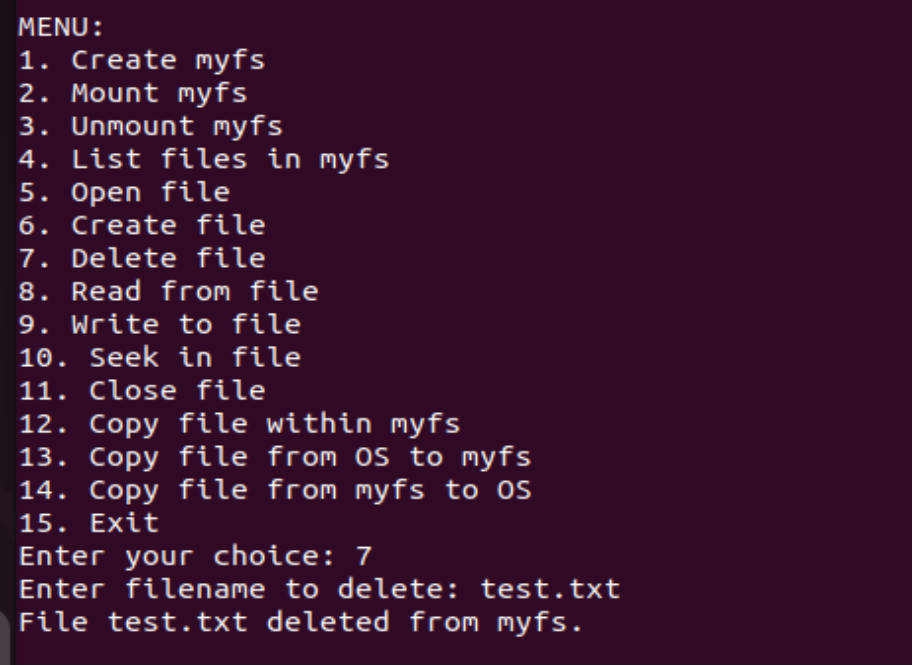 MENU:
1. Create myfs
2. Mount myfs
3. Unmount myfs
4. List files in myfs
5. Open file
6. Create file
7. Delete file
8. Read from file
9. Write to file
10. Seek in file
11. Close file
12. Copy file within myfs
13. Copy file from OS to myfs
14. Copy file from myfs to OS
15. Exit
Enter your choice: 7
Enter filename to delete: test.txt
File test.txt deleted from myfs.